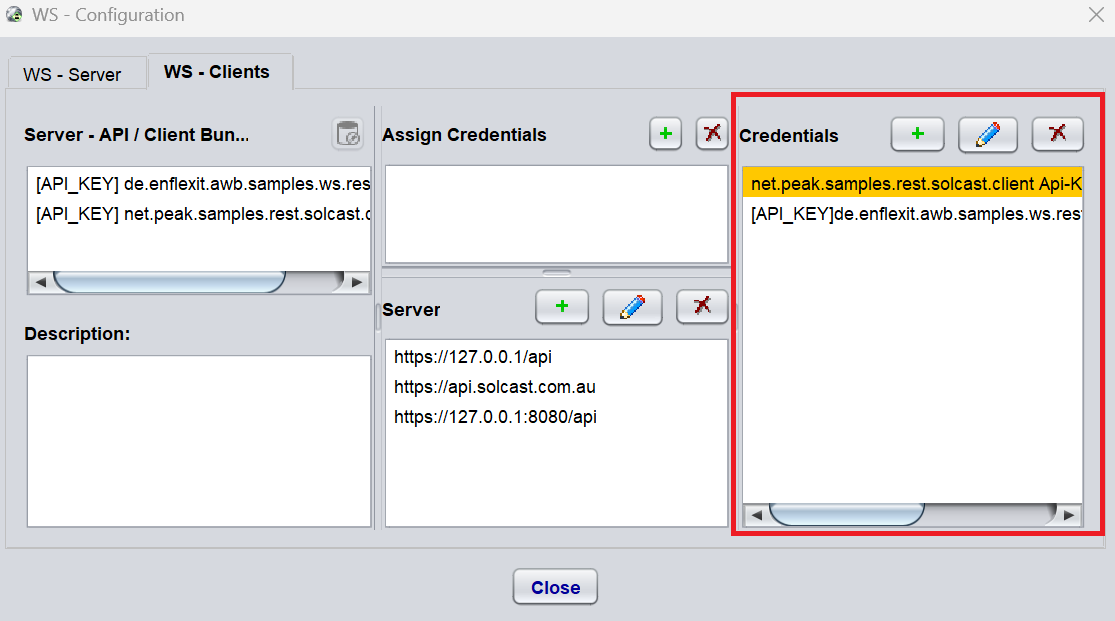 WS - Configuration
WS - Server
WS - Clients
Server - API / Client Bun...
[API_KEY] de.enflexit.awb.samples.ws.res
[API_KEY] net.peak.samples.rest.solcast.c
Description:
Assign Credentials
Server
https://127.0.0.1/api
https://api.solcast.com.au
https://127.0.0.1:8080/api
Credentials
net.peak.samples.rest.solcast.client Api-K
[API_KEY]de.enflexit.awb.samples.ws.rest
Close